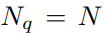 N_q = N